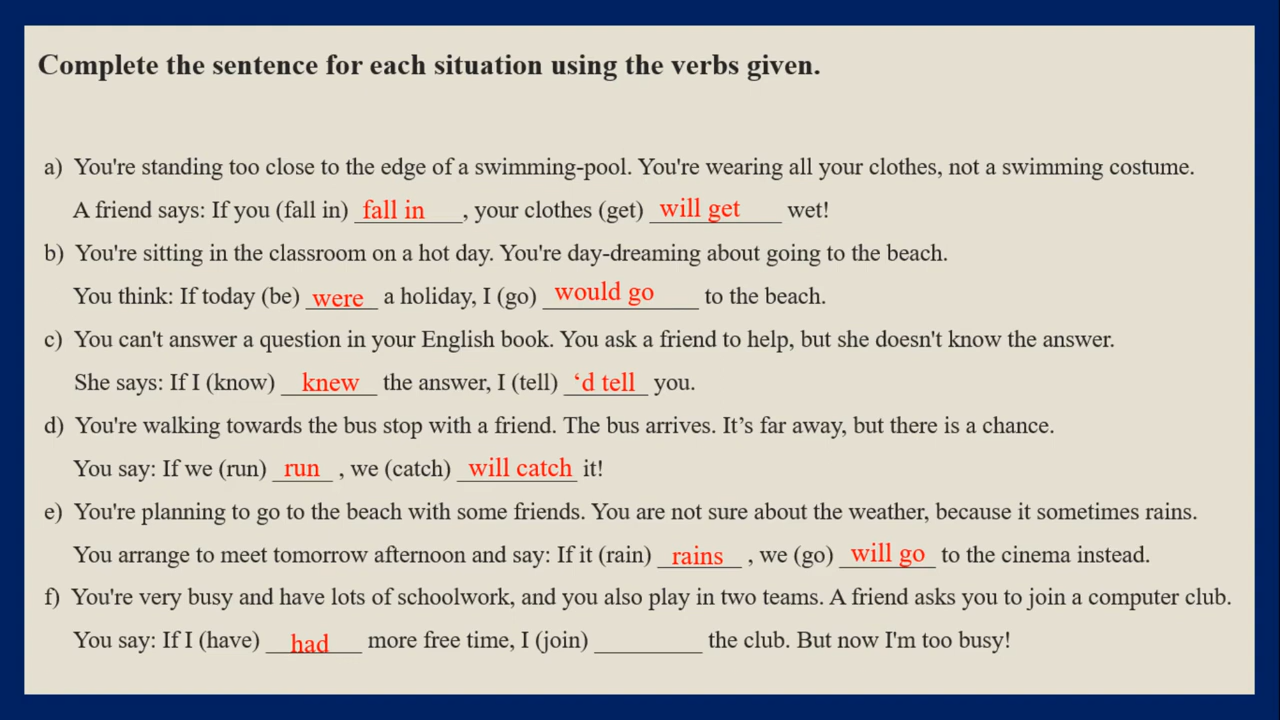 Complete the sentence for each situation using the verbs given.
a) You're standing too close to the edge of a swimming-pool. You're wearing all your clothes, not a swimming costume.
A friend says: If you (fall in) fall in, your clothes (get) will get wet!
b) You're sitting in the classroom on a hot day. You're day-dreaming about going to the beach.
You think: If today (be) were a holiday, I (go) would go to the beach.
c) You can't answer a question in your English book. You ask a friend to help, but she doesn't know the answer.
She says: If I (know) knew the answer, I (tell) ‘d tell you.
d) You're walking towards the bus stop with a friend. The bus arrives. It’s far away, but there is a chance.
You say: If we (run) run , we (catch) will catch it!
e) You're planning to go to the beach with some friends. You are not sure about the weather, because it sometimes rains.
You arrange to meet tomorrow afternoon and say: If it (rain) rains , we (go) will go to the cinema instead.
f) You're very busy and have lots of schoolwork, and you also play in two teams. A friend asks you to join a computer club.
You say: If I (have) had more free time, I (join) _________ the club. But now I'm too busy!